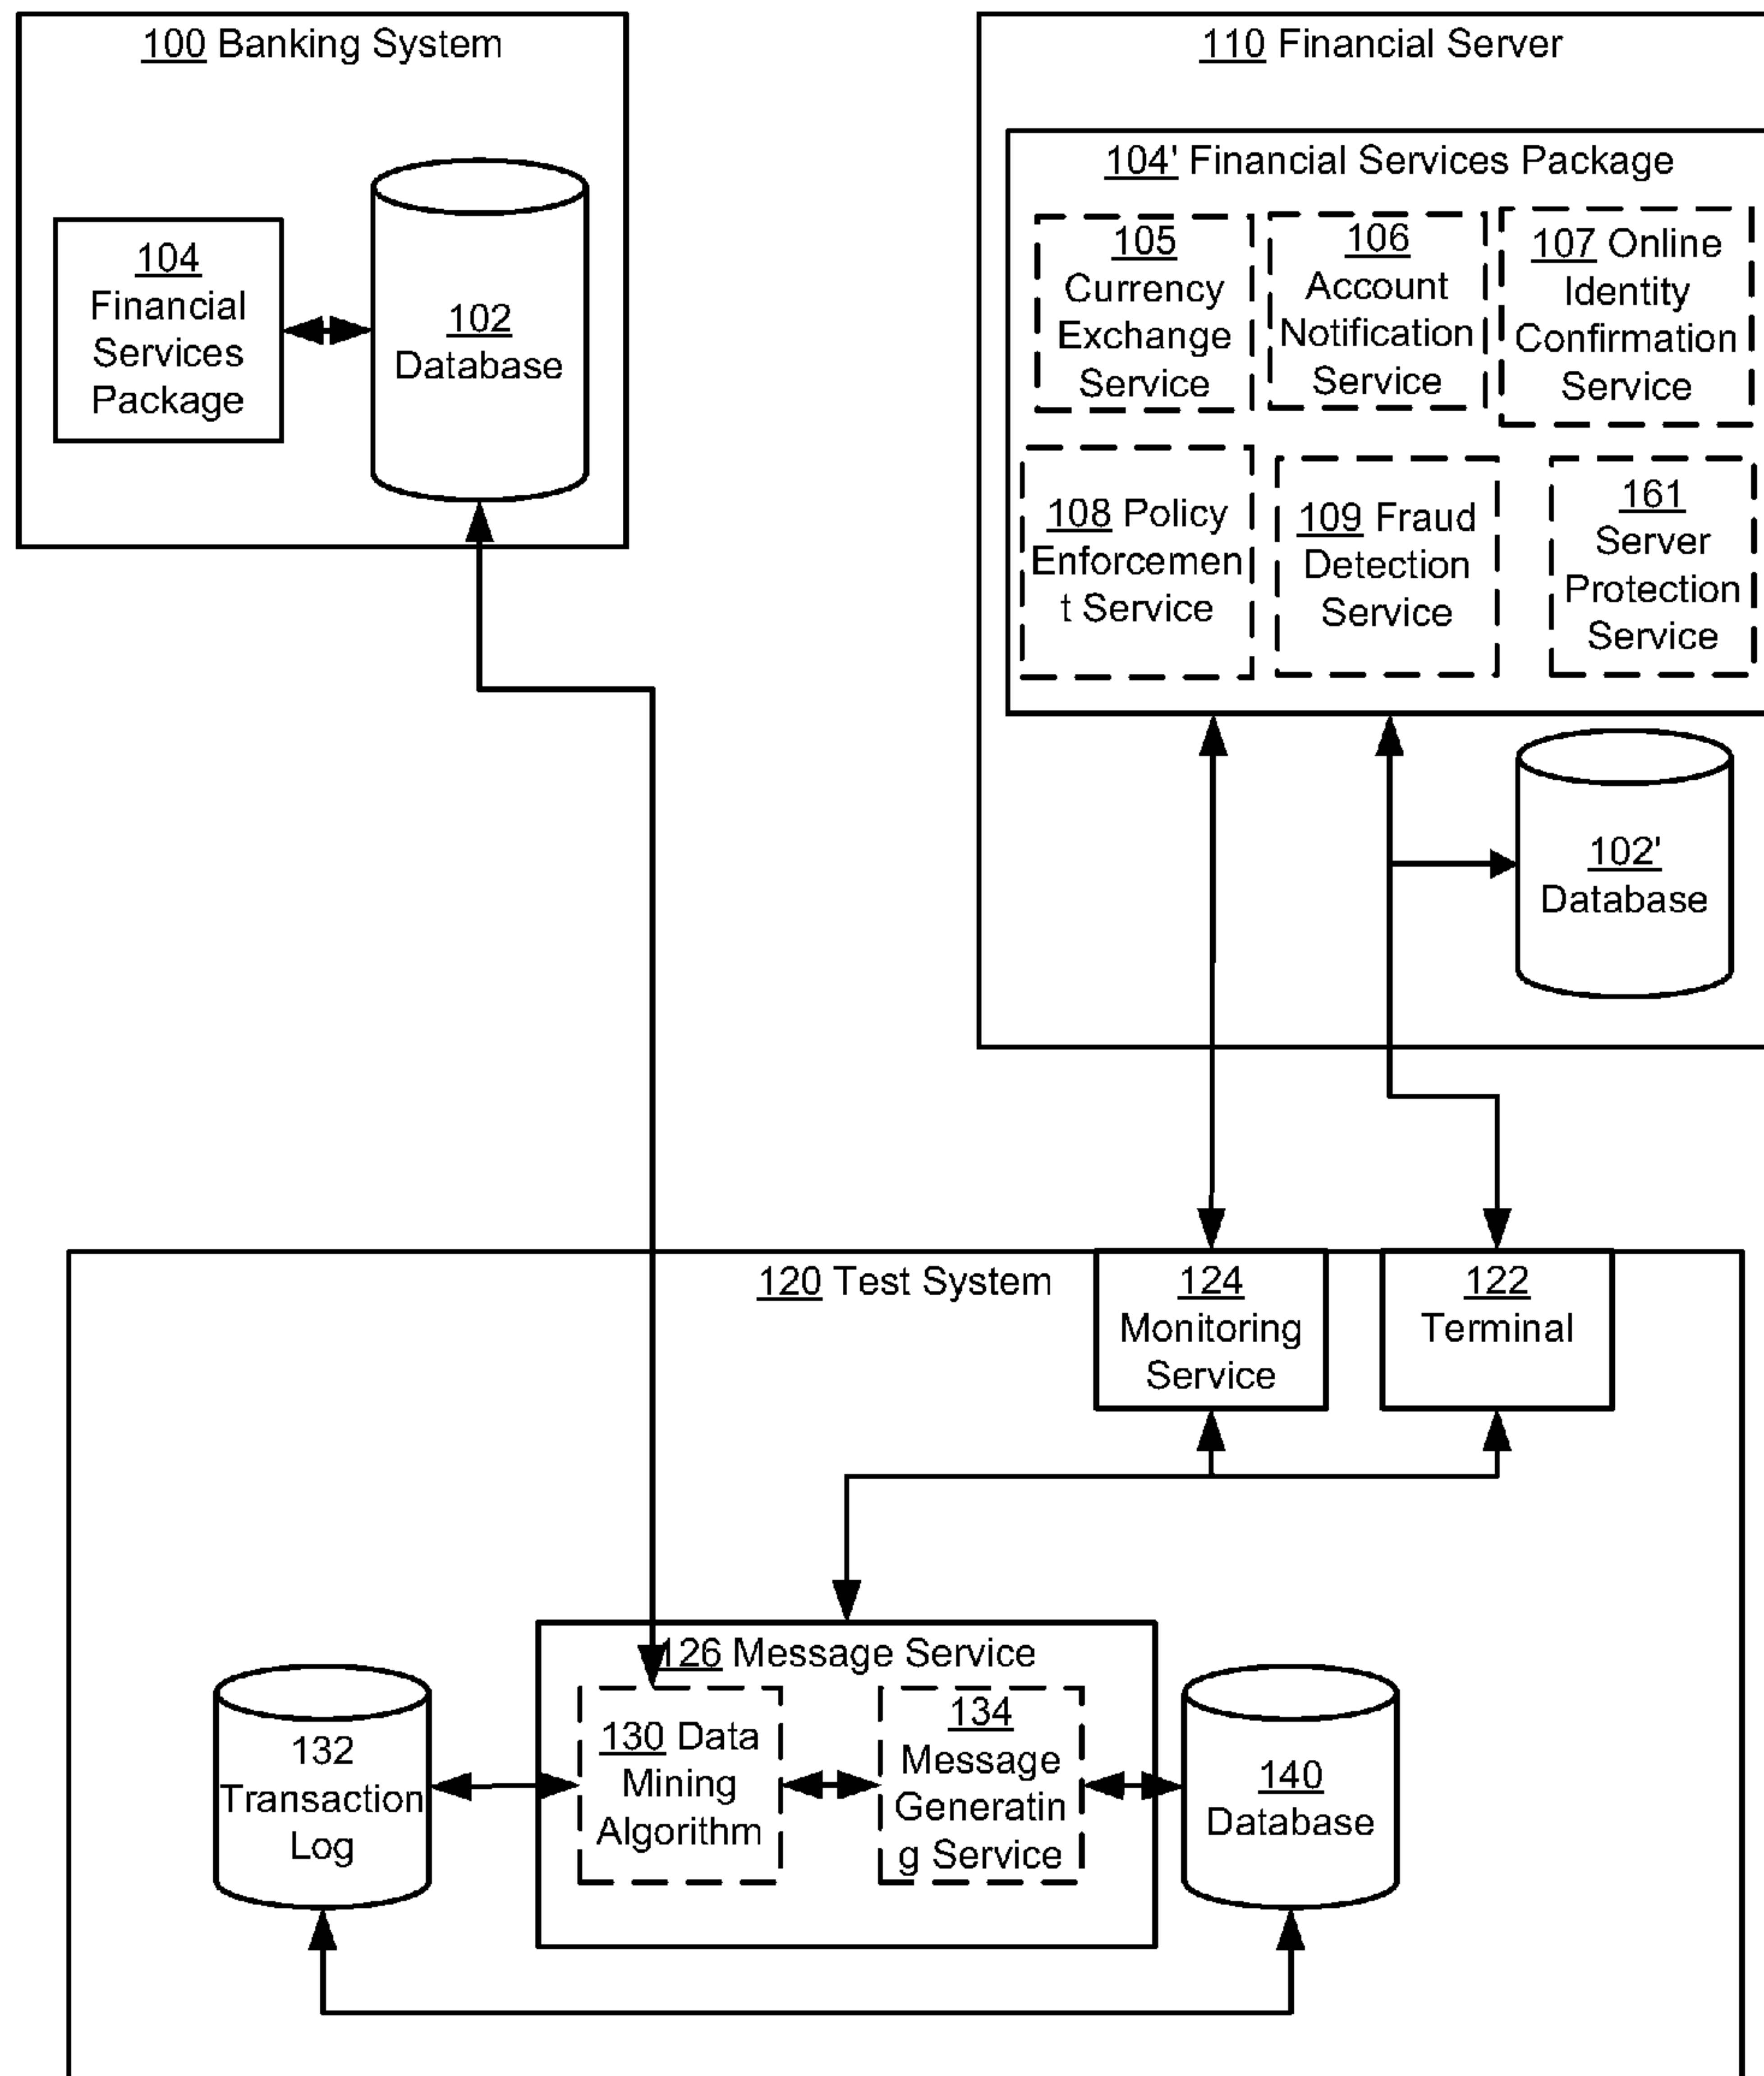 100 Banking System
104
Financial
Services
Package
102
Database
110 Financial Server
104' Financial Services Package
105
Currency
Exchange
Service
106
Account
Notification
Service
107 Online
Identity
Confirmation
Service
108 Policy
Enforcemen
t Service
109 Fraud
Detection
Service
161
Server
Protection
Service
102'
Database
120 Test System
124
Monitoring
Service
122
Terminal
126 Message Service
132
Transaction
Log
130 Data
Mining
Algorithm
134
Message
Generatin
g Service
140
Database